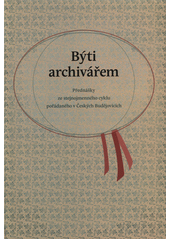 Býti
archivářem
Přednášky
ze stejnojmenného cyklu
pořádaného v Českých Budějovicích